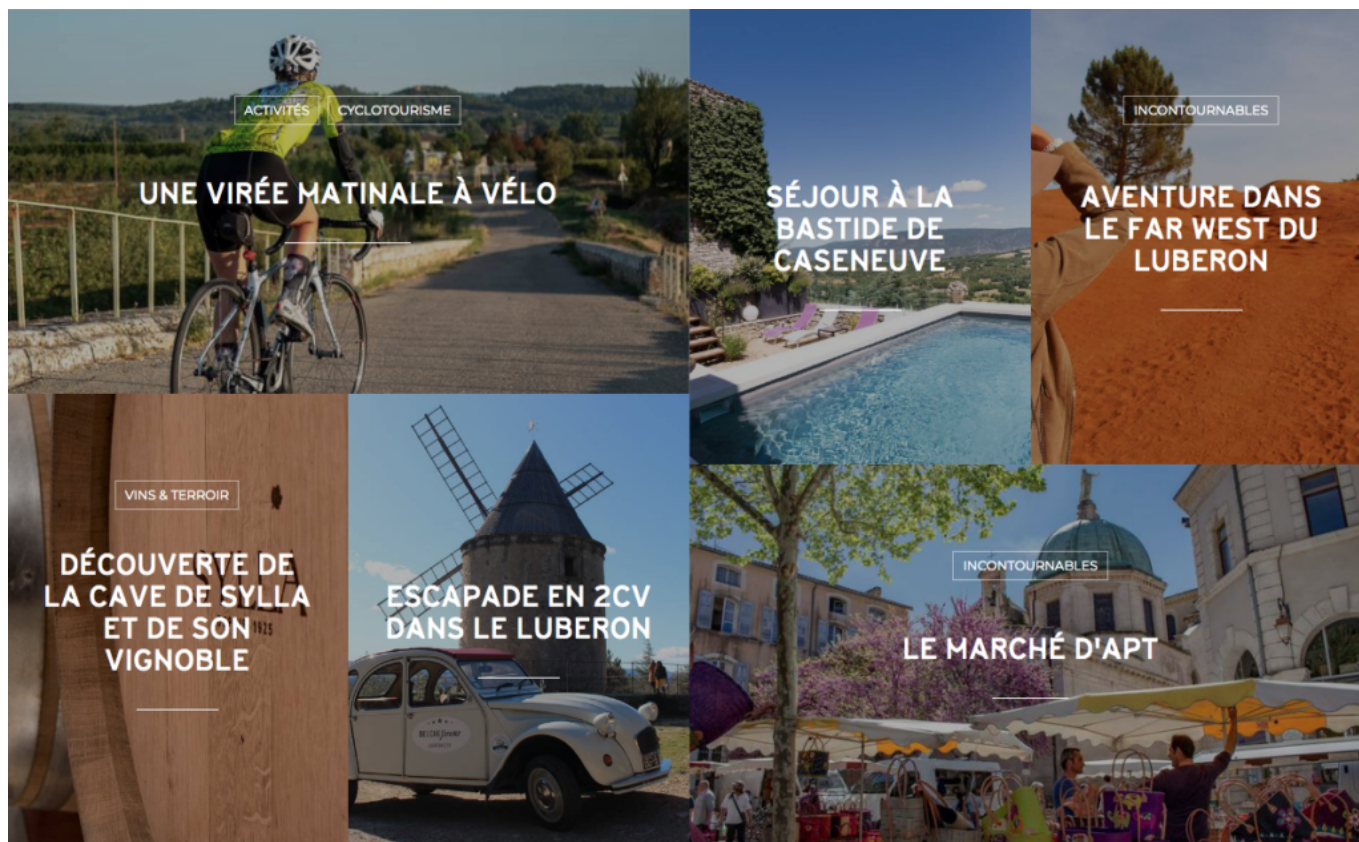 ACTIVITÉS
CYCLOTOURISME
UNE VIRÉE MATINALE À VÉLO
SÉJOUR À LA
BASTIDE DE
CASENEUVE
INCONTOURNABLES
AVENTURE DANS
LE FAR WEST DU
LUBERON
VINS & TERROIR
DÉCOUVERTE DE
LA CAVE DE SYLLA
ET DE SON
VIGNOBLE
SYLLA
1925
ESCAPADE EN 2CV
DANS LE LUBERON
INCONTOURNABLES
LE MARCHÉ D'APT